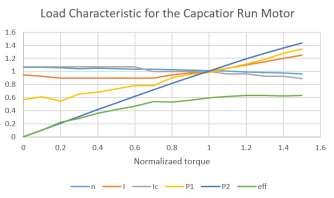 Load Characteristic for the Capcatior Run Motor
1.6
1.4
1.2
1
0.8
0.6
0.4
0.2
0
0 0.2 0.4 0.6 0.8 1 1.2 1.4 1.6
Normalizaed torque
n I Ic P1 P2 eff